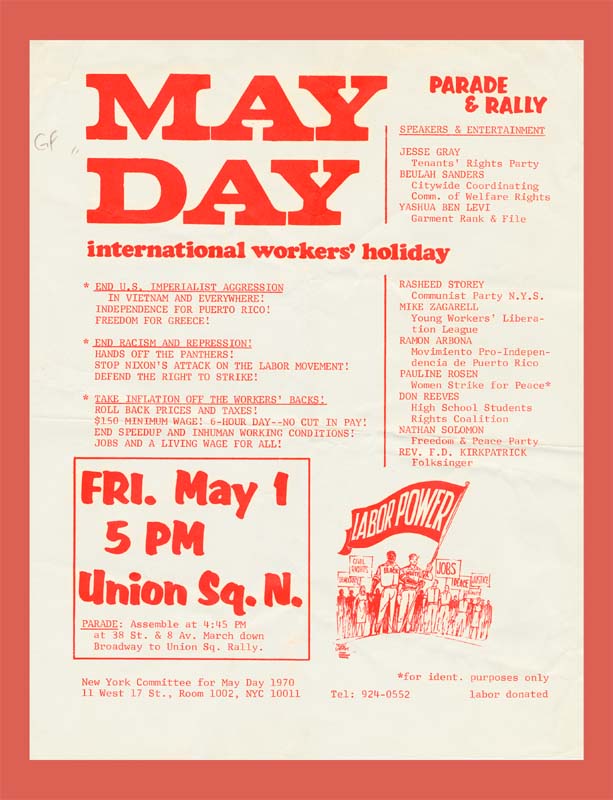 GF
MAY
DAY
international workers' holiday
PARADE
& RALLY
SPEAKERS & ENTERTAINMENT
JESSE GRAY
Tenants' Rights Party
BEULAH SANDERS
Citywide Coordinating
Comm. of Welfare Rights
YASHUA BEN LEVI
Garment Rank & File
RASHEED STOREY
Communist Party N.Y.S.
MIKE ZAGARELL
Young Workers' Libera-
tion League
RAMON ARBONA
Movimiento Pro-Indepen-
dencia de Puerto Rico
PAULINE ROSEN
Women Strike for Peace*
DON REEVES
High School Students
Rights Coalition
NATHAN SOLOMON
Freedom & Peace Party
REV. F.D. KIRKPATRICK
Folksinger
* END U.S. IMPERIALIST AGGRESSION
IN VIETNAM AND EVERYWHERE!
INDEPENDENCE FOR PUERTO RICO!
FREEDOM FOR GREECE!
* END RACISM AND REPRESSION!
HANDS OFF THE PANTHERS!
STOP NIXON'S ATTACK ON THE LABOR MOVEMENT!
DEFEND THE RIGHT TO STRIKE!
* TAKE INFLATION OFF THE WORKERS' BACKS!
ROLL BACK PRICES AND TAXES!
$150 MINIMUM WAGE! 6-HOUR DAY--NO CUT IN PAY!
END SPEEDUP AND INHUMAN WORKING CONDITIONS!
JOBS AND A LIVING WAGE FOR ALL!
FRI. May 1
5 PM
Union Sq. N.
PARADE: Assemble at 4:45 PM
at 38 St. & 8 Av. March down
Broadway to Union Sq. Rally.
LABOR POWER
CIVIL
RIGHTS
JOBS
PEACE
JUSTICE
BLACK
WHITE
New York Committee for May Day 1970
11 West 17 St., Room 1002, NYC 10011
Tel: 924-0552
*for ident. purposes only
labor donated